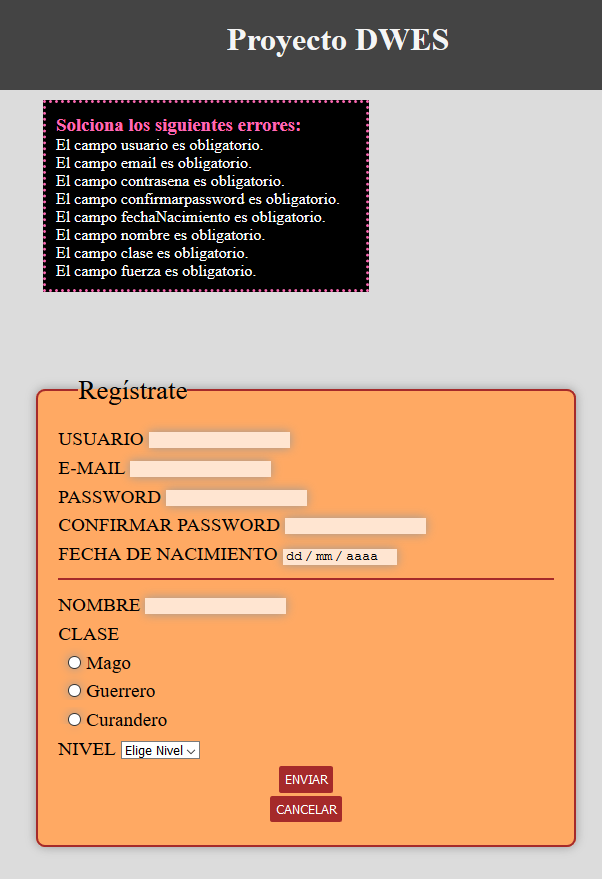 Proyecto DWES
Solciona los siguientes errores:
El campo usuario es obligatorio.
El campo email es obligatorio.
El campo contrasena es obligatorio.
El campo confirmarpassword es obligatorio.
El campo fechaNacimiento es obligatorio.
El campo nombre es obligatorio.
El campo clase es obligatorio.
El campo fuerza es obligatorio.
Regístrate
USUARIO
E-MAIL
PASSWORD
CONFIRMAR PASSWORD
FECHA DE NACIMIENTO dd / mm / aaaa
NOMBRE
CLASE
Mago
Guerrero
Curandero
NIVEL Elige Nivel
ENVIAR
CANCELAR